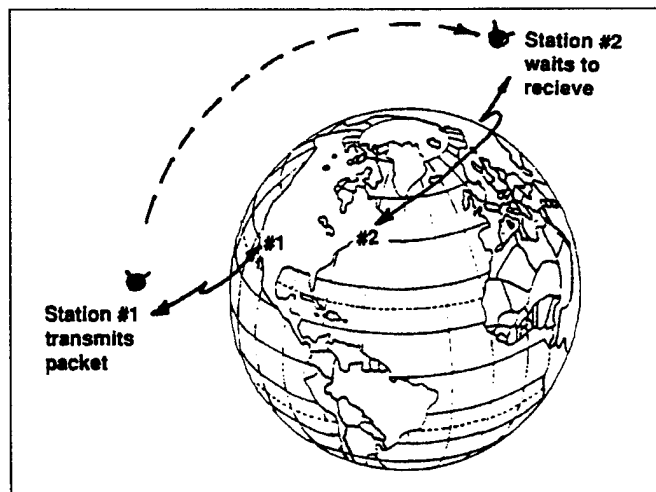 Station #2
waits to
recieve
#1
#2
Station #1
transmits
packet